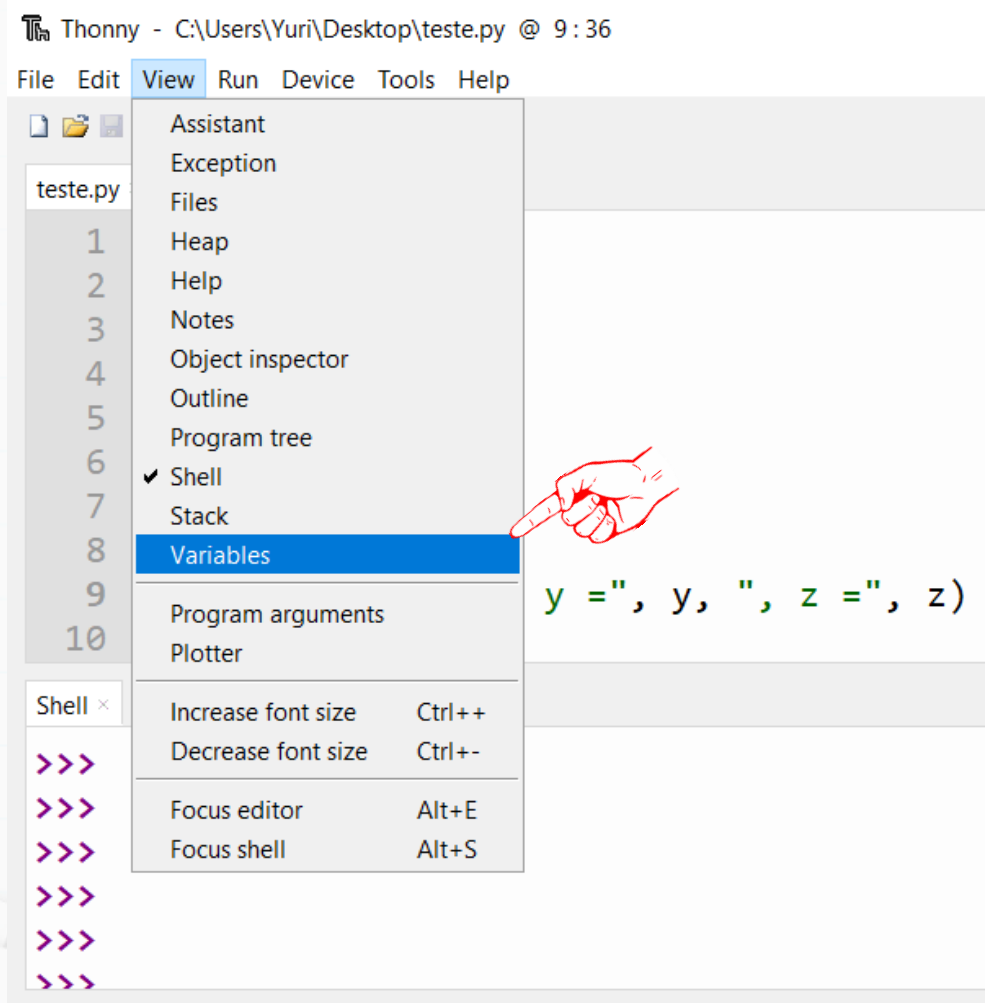 Thonny - C:\Users\Yuri\Desktop\teste.py @ 9:36
File Edit View Run Device Tools Help
Assistant
Exception
Files
Heap
Help
Notes
Object inspector
Outline
Program tree
✔ Shell
Stack
Variables
Program arguments
Plotter
Increase font size Ctrl++
Decrease font size Ctrl+-
Focus editor Alt+E
Focus shell Alt+S
teste.py
1
2
3
4
5
6
7
8
9 y =", y, ", z =", z)
10
Shell ×
>>>
>>>
>>>
>>>
>>>
>>>